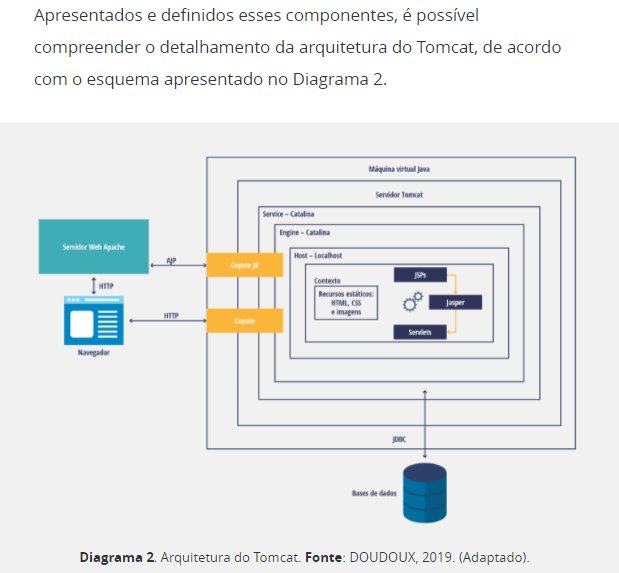 Apresentados e definidos esses componentes, é possível
compreender o detalhamento da arquitetura do Tomcat, de acordo
com o esquema apresentado no Diagrama 2.
Máquina virtual Java
Servidor Tomcat
Service – Catalina
Engine – Catalina
Host – Localhost
Contexto
Recursos estáticos:
HTML, CSS
e imagens
JSPs
Jasper
Servlets
Servidor Web Apache
AJP
Coyote JK
HTTP
HTTP
Coyote
Navegador
JDBC
Bases de dados
Diagrama 2. Arquitetura do Tomcat. Fonte: DOUDOUX, 2019. (Adaptado).